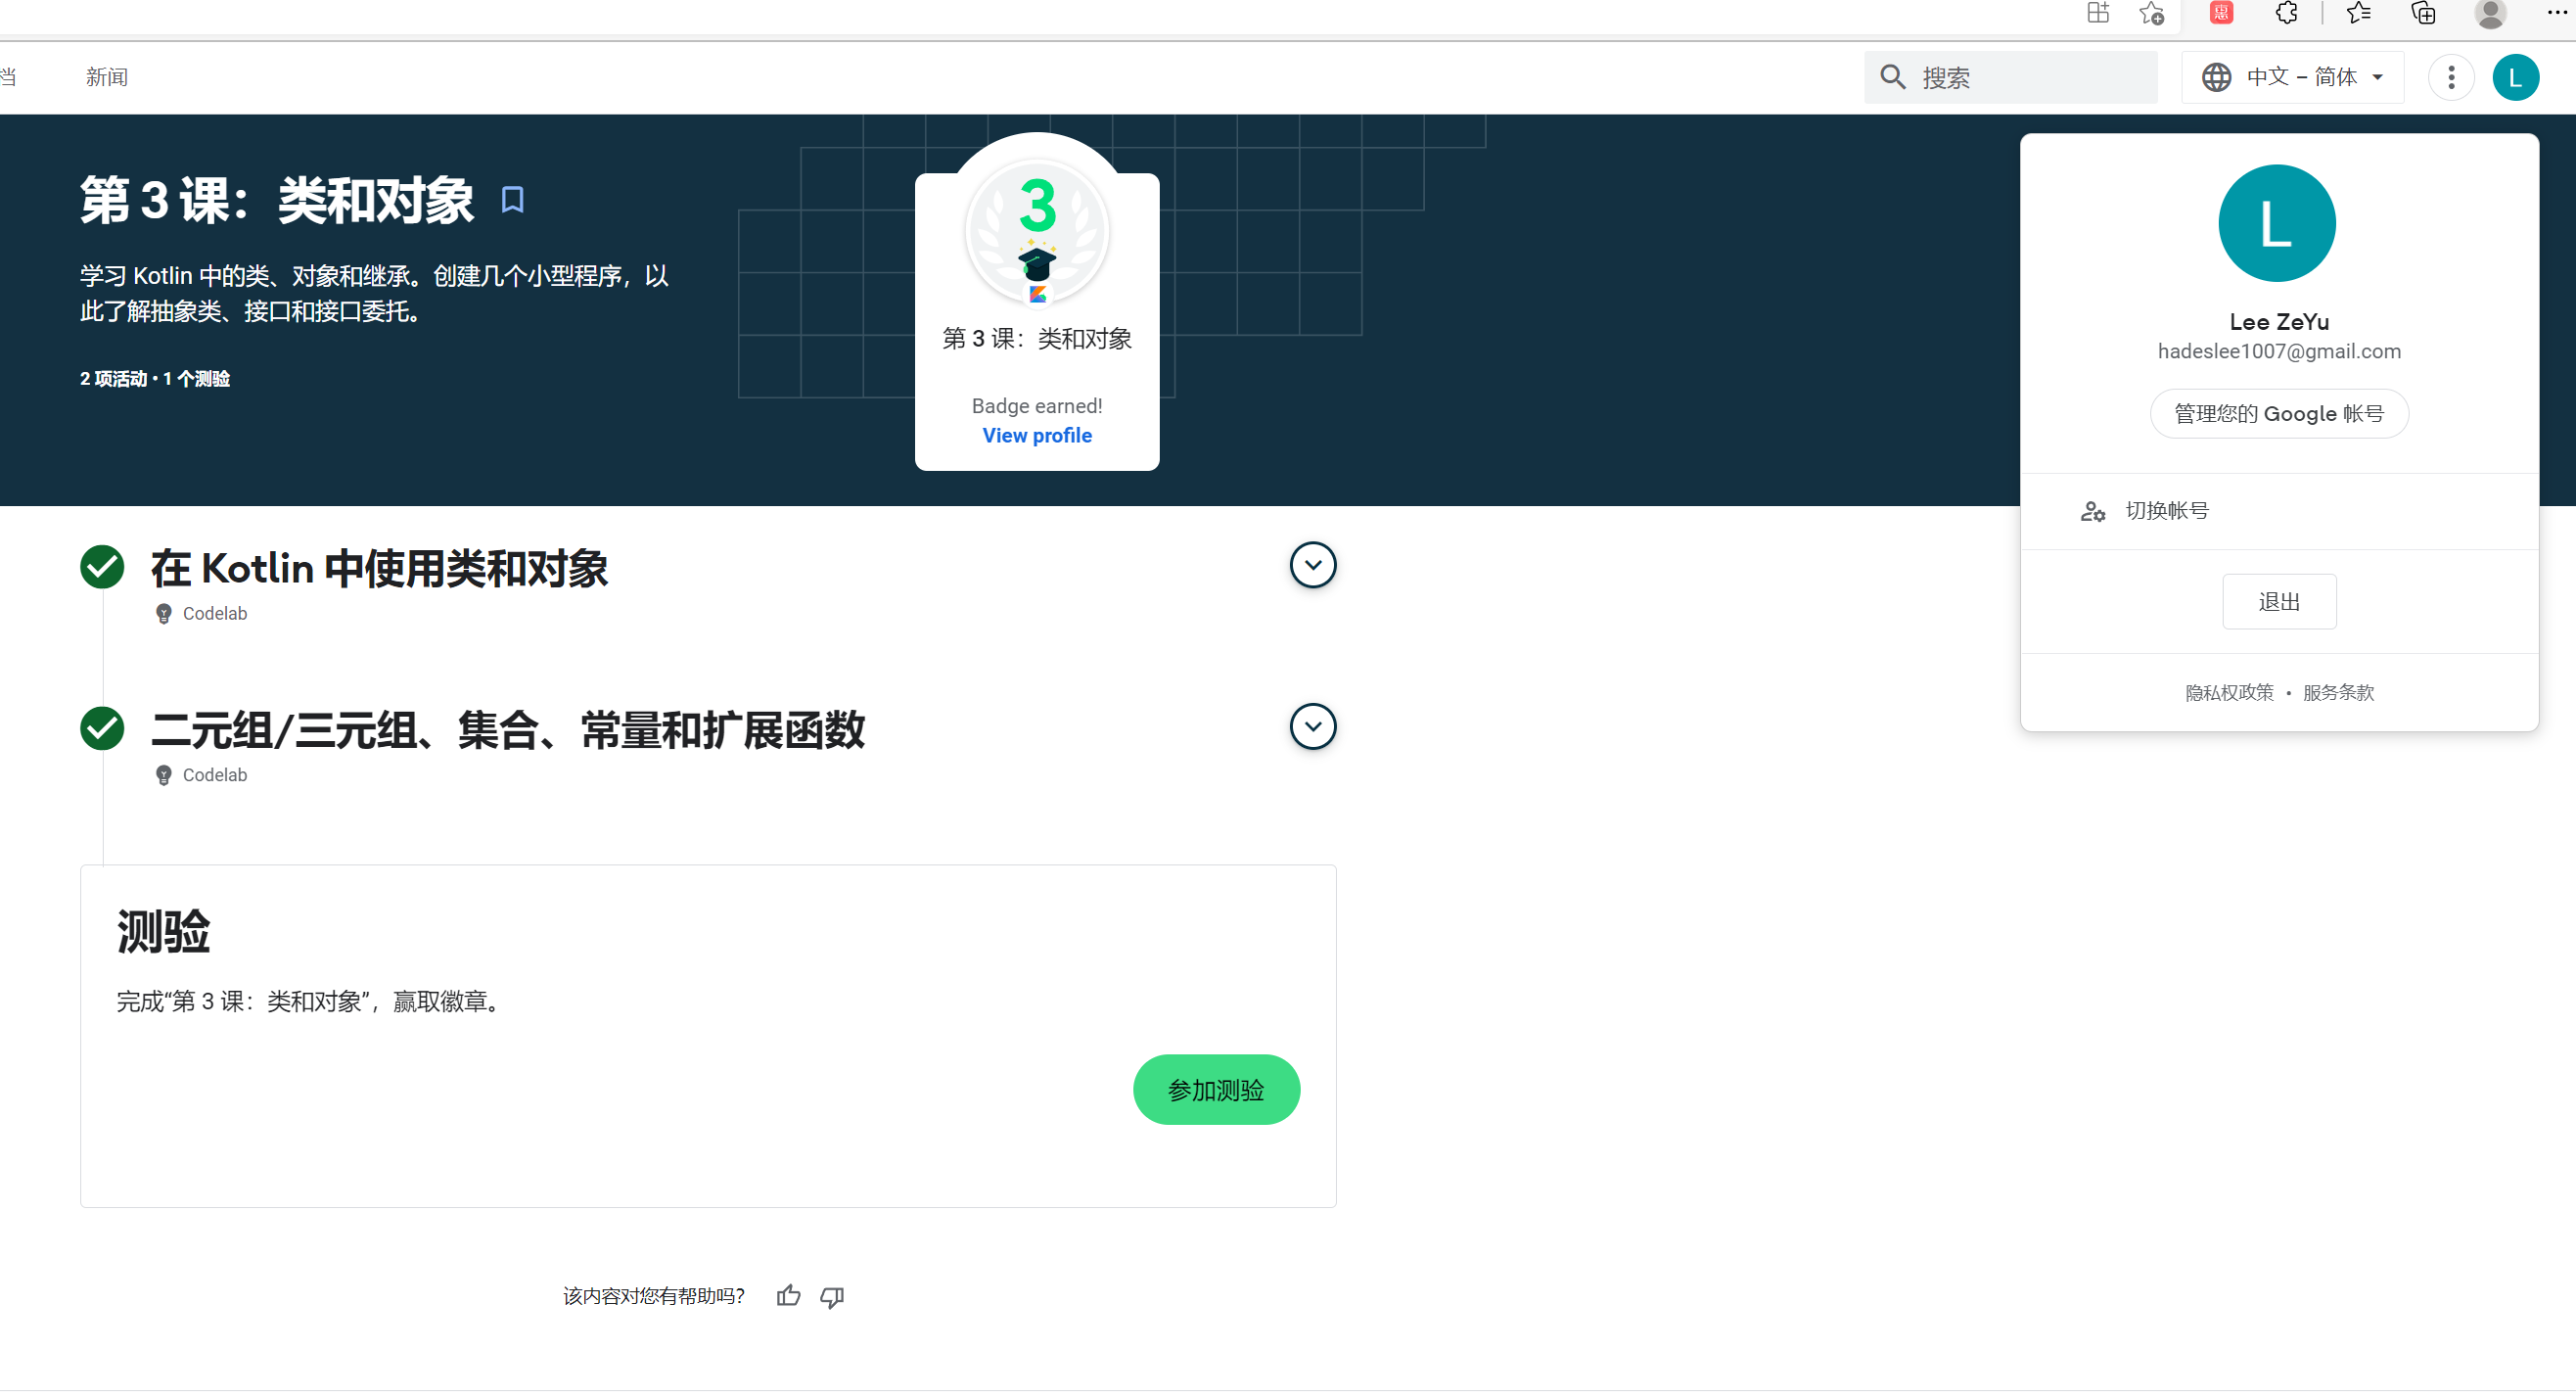 惠
档
新闻
搜索
中文 – 简体
L
第 3 课：类和对象
学习 Kotlin 中的类、对象和继承。创建几个小型程序，以
此了解抽象类、接口和接口委托。
2 项活动 • 1 个测验
3
第 3 课：类和对象
Badge earned!
View profile
L
Lee ZeYu
hadeslee1007@gmail.com
管理您的 Google 帐号
切换帐号
退出
隐私权政策 • 服务条款
在 Kotlin 中使用类和对象
Codelab
二元组/三元组、集合、常量和扩展函数
Codelab
测验
完成“第 3 课：类和对象”，赢取徽章。
参加测验
该内容对您有帮助吗？